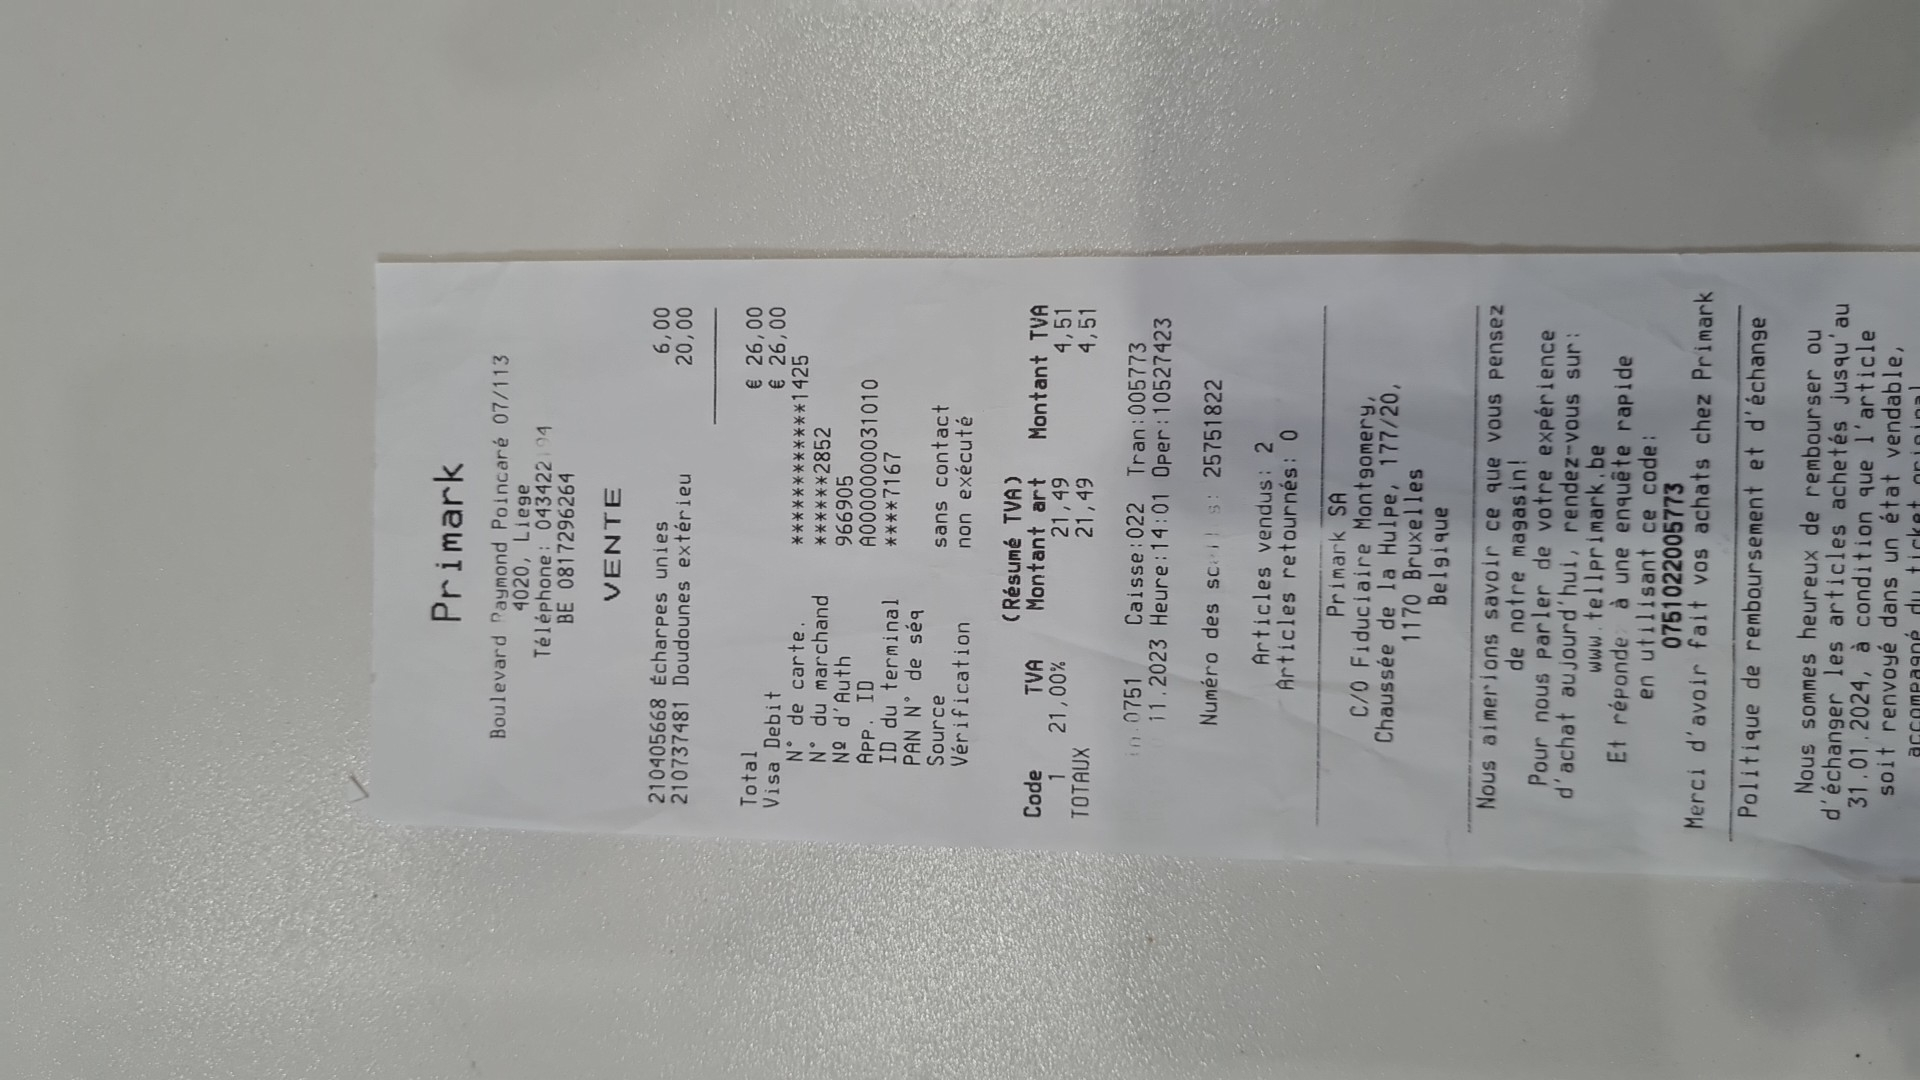 Primark
Boulevard Raymond Poincaré 07/113
4020, Liege
Téléphone: 043422
BE 0817296264
VENTE
210405668 Écharpes unies 6,00
210737481 Doudounes extérieu 20,00
Total € 26,00
Visa Debit € 26,00
N° de carte. ************1425
N° du marchand ******2852
Nº d'Auth 966905
APP. ID A0000000031010
ID du terminal ****7167
PAN N° de séq
Source sans contact
Vérification non exécuté
(Résumé TVA)
Code TVA Montant art Montant TVA
1 21,00% 21,49 4,51
TOTAUX 21,49 4,51
0751 Caisse:022 Tran:005773
11.2023 Heure:14:01 Oper:10527423
Numéro des 25751822
Articles vendus: 2
Articles retournés: 0
Primark SA
C/O Fiduciaire Montgomery,
Chaussée de la Hulpe, 177/20,
1170 Bruxelles
Belgique
Nous aimerions savoir ce que vous pensez
de notre magasin!
Pour nous parler de votre expérience
d'achat aujourd'hui, rendez-vous sur:
www.tellprimark.be
Et répondez à une enquête rapide
en utilisant ce code:
0751022005773
Merci d'avoir fait vos achats chez Primark
Politique de remboursement et d'échange
Nous sommes heureux de rembourser ou
d'échanger les articles achetés jusqu'au
31.01.2024, à condition que l'article
soit renvoyé dans un état vendable,
accompagné du ticket original